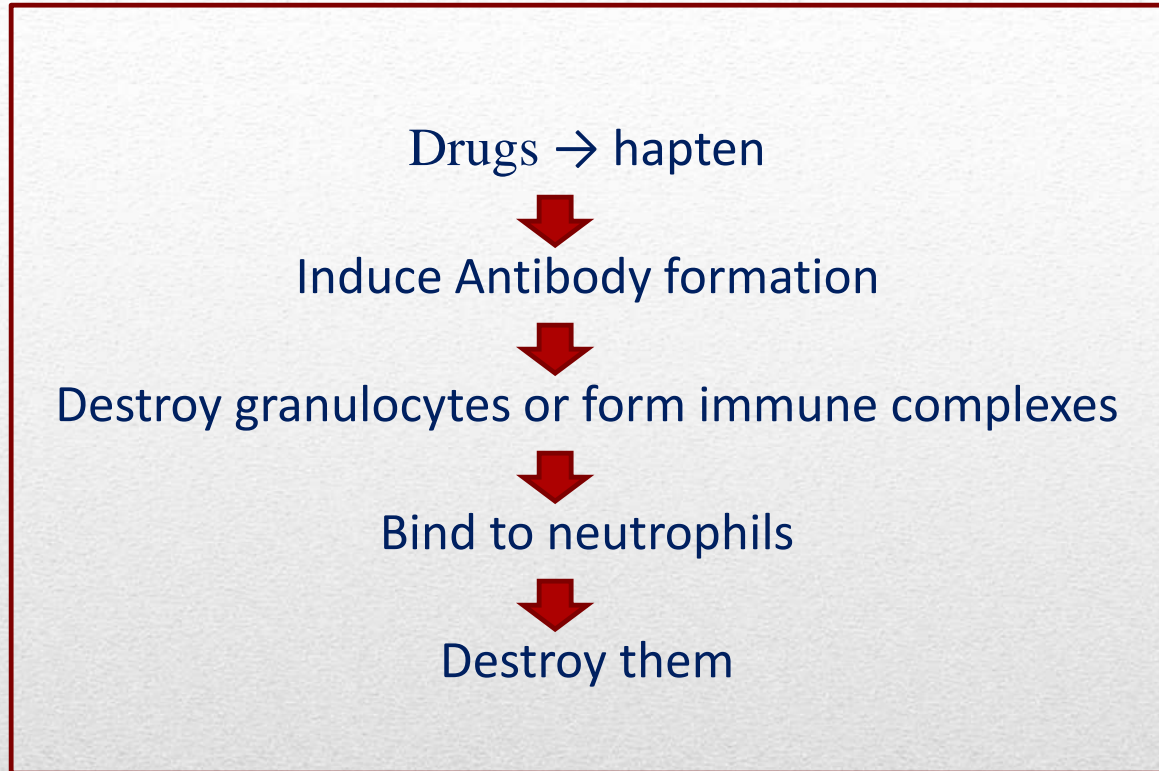 Drugs → hapten
Induce Antibody formation
Destroy granulocytes or form immune complexes
Bind to neutrophils
Destroy them